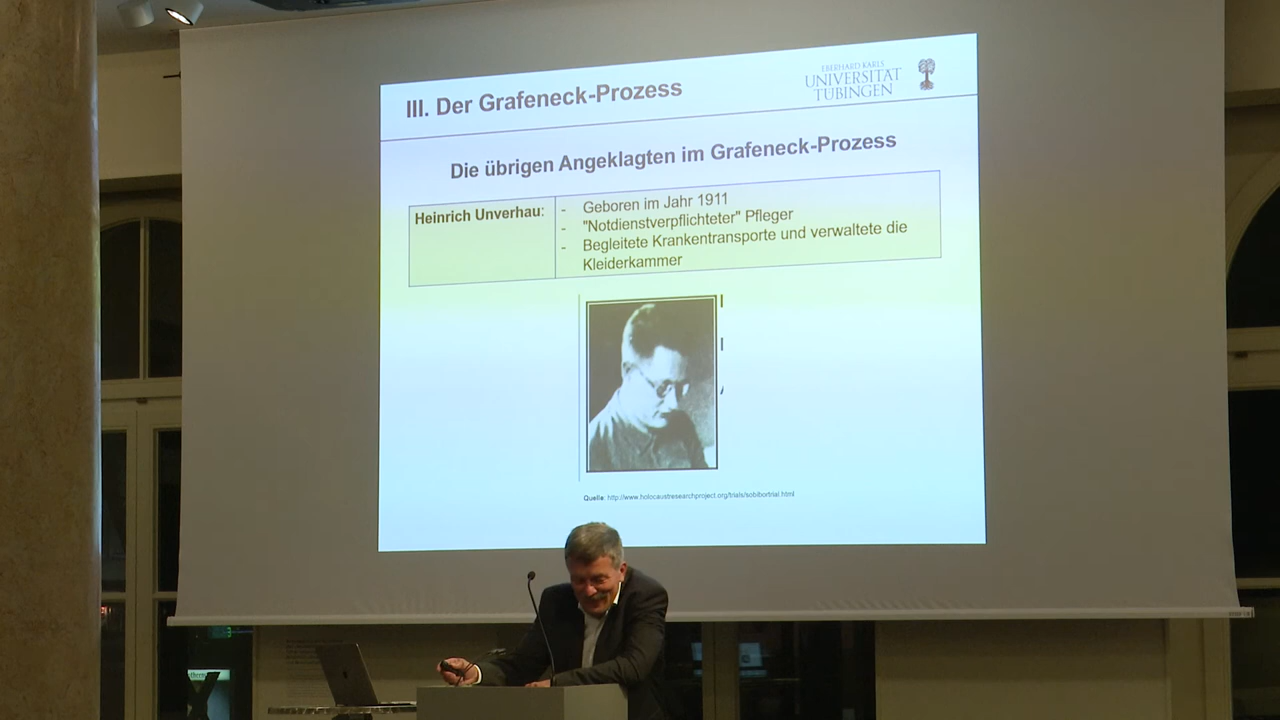 III. Der Grafeneck-Prozess
EBERHARD KARLS
UNIVERSITÄT
TÜBINGEN
Die übrigen Angeklagten im Grafeneck-Prozess
Heinrich Unverhau:
- Geboren im Jahr 1911
- "Notdienstverpflichteter" Pfleger
- Begleitete Krankentransporte und verwaltete die
Kleiderkammer
Quelle: http://www.holocaustresearchproject.org/trials/sobibortrial.html